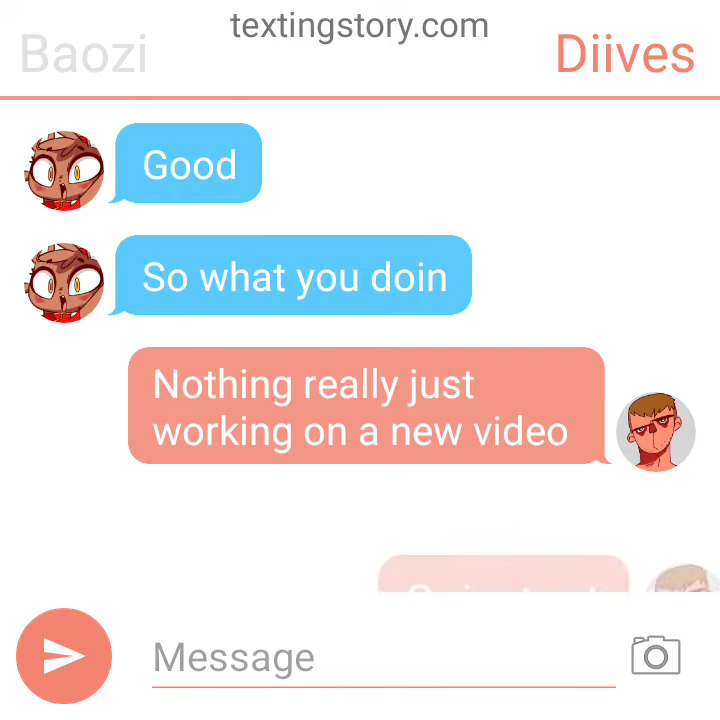 textingstory.com
Baozi
Diives
Good
So what you doin
Nothing really just
working on a new video
Message